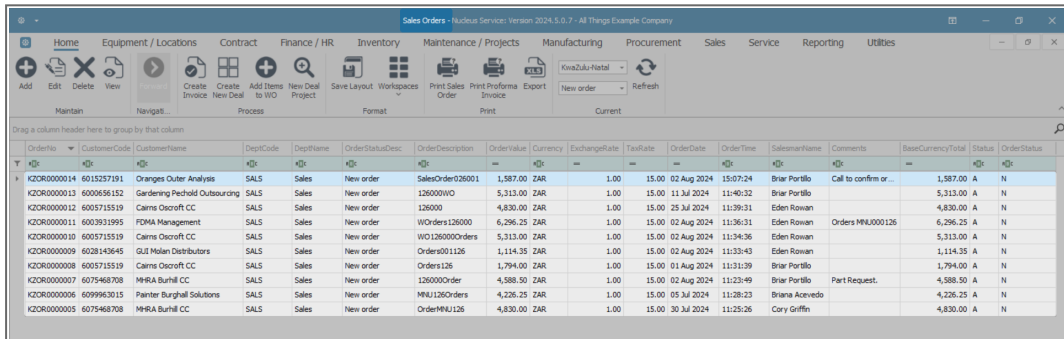 Sales Orders - Nucleus Service: Version 2024.5.0.7 - All Things Example Company
Home Equipment / Locations Contract Finance / HR Inventory Maintenance / Projects Manufacturing Procurement Sales Service Reporting Utilities
Add Edit Delete View Forward Create Invoice Create New Deal Add Items to WO New Deal Project Save Layout Workspaces Print Sales Order Print Proforma Invoice Export KwaZulu-Natal New order Refresh
Maintain Navigati... Process Format Print Current
Drag a column header here to group by that column
OrderNo CustomerCode CustomerName DeptCode DeptName OrderStatusDesc OrderDescription OrderValue Currency ExchangeRate TaxRate OrderDate OrderTime SalesmanName Comments BaseCurrencyTotal Status OrderStatus
KZOR0000014 6015257191 Oranges Outer Analysis SALS Sales New order SalesOrder026001 1,587.00 ZAR 1.00 15.00 02 Aug 2024 15:07:24 Briar Portillo Call to confirm or... 1,587.00 A N
KZOR0000013 6000656152 Gardening Pechold Outsourcing SALS Sales New order 126000WO 5,313.00 ZAR 1.00 15.00 11 Jul 2024 11:40:32 Briar Portillo 5,313.00 A N
KZOR0000012 6005715519 Cairns Oscroft CC SALS Sales New order 126000 4,830.00 ZAR 1.00 15.00 25 Jul 2024 11:39:31 Eden Rowan 4,830.00 A N
KZOR0000011 6003931995 FDMA Management SALS Sales New order WOrders126000 6,296.25 ZAR 1.00 15.00 02 Aug 2024 11:36:31 Eden Rowan Orders MNU000126 6,296.25 A N
KZOR0000010 6005715519 Cairns Oscroft CC SALS Sales New order WO126000Orders 5,313.00 ZAR 1.00 15.00 02 Aug 2024 11:34:36 Eden Rowan 5,313.00 A N
KZOR0000009 6028143645 GUI Molan Distributors SALS Sales New order Orders001126 1,114.35 ZAR 1.00 15.00 02 Aug 2024 11:33:43 Eden Rowan 1,114.35 A N
KZOR0000008 6005715519 Cairns Oscroft CC SALS Sales New order Orders126 1,794.00 ZAR 1.00 15.00 01 Aug 2024 11:31:39 Briar Portillo 1,794.00 A N
KZOR0000007 6075468708 MHRA Burhill CC SALS Sales New order 126000Order 4,588.50 ZAR 1.00 15.00 02 Aug 2024 11:23:49 Briar Portillo Part Request. 4,588.50 A N
KZOR0000006 6099963015 Painter Burghall Solutions SALS Sales New order MNU126Orders 4,226.25 ZAR 1.00 15.00 05 Jul 2024 11:28:23 Briana Acevedo 4,226.25 A N
KZOR0000005 6075468708 MHRA Burhill CC SALS Sales New order OrderMNU126 4,830.00 ZAR 1.00 15.00 30 Jul 2024 11:25:26 Cory Griffin 4,830.00 A N